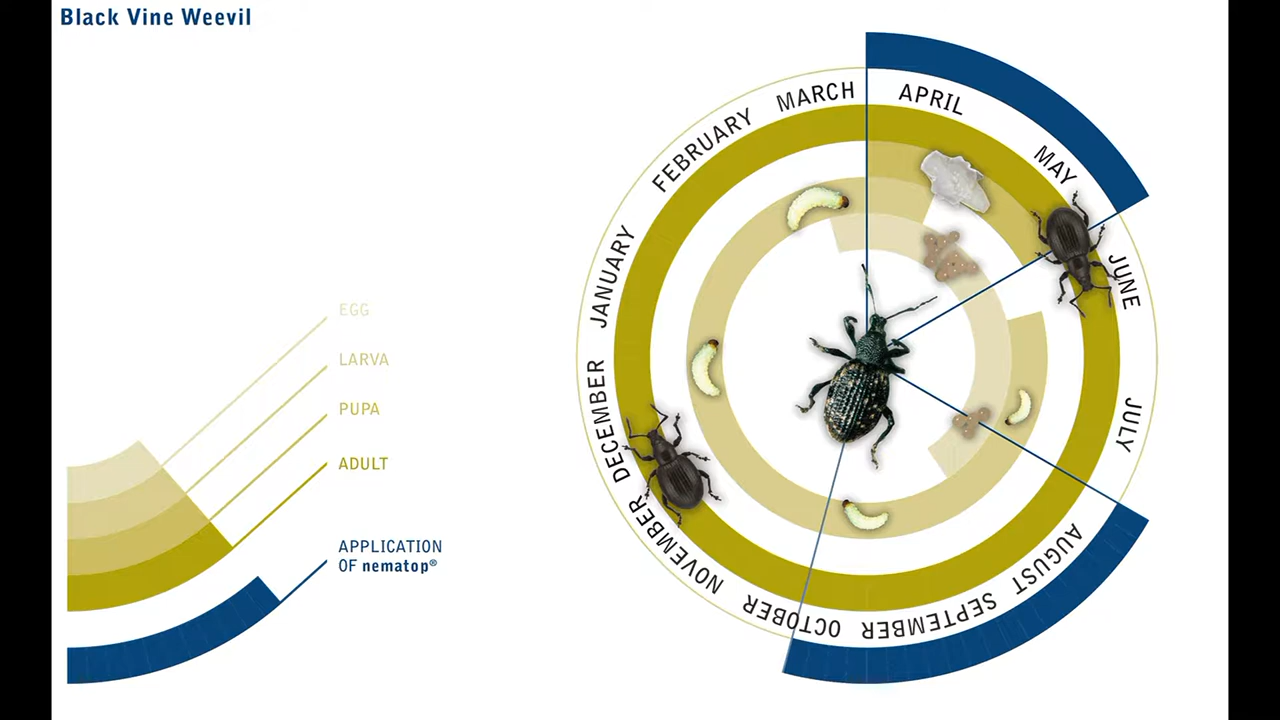 Black Vine Weevil
EGG
LARVA
PUPA
ADULT
APPLICATION
OF nematop®
JANUARY
FEBRUARY
MARCH
APRIL
MAY
JUNE
JULY
AUGUST
SEPTEMBER
OCTOBER
NOVEMBER
DECEMBER